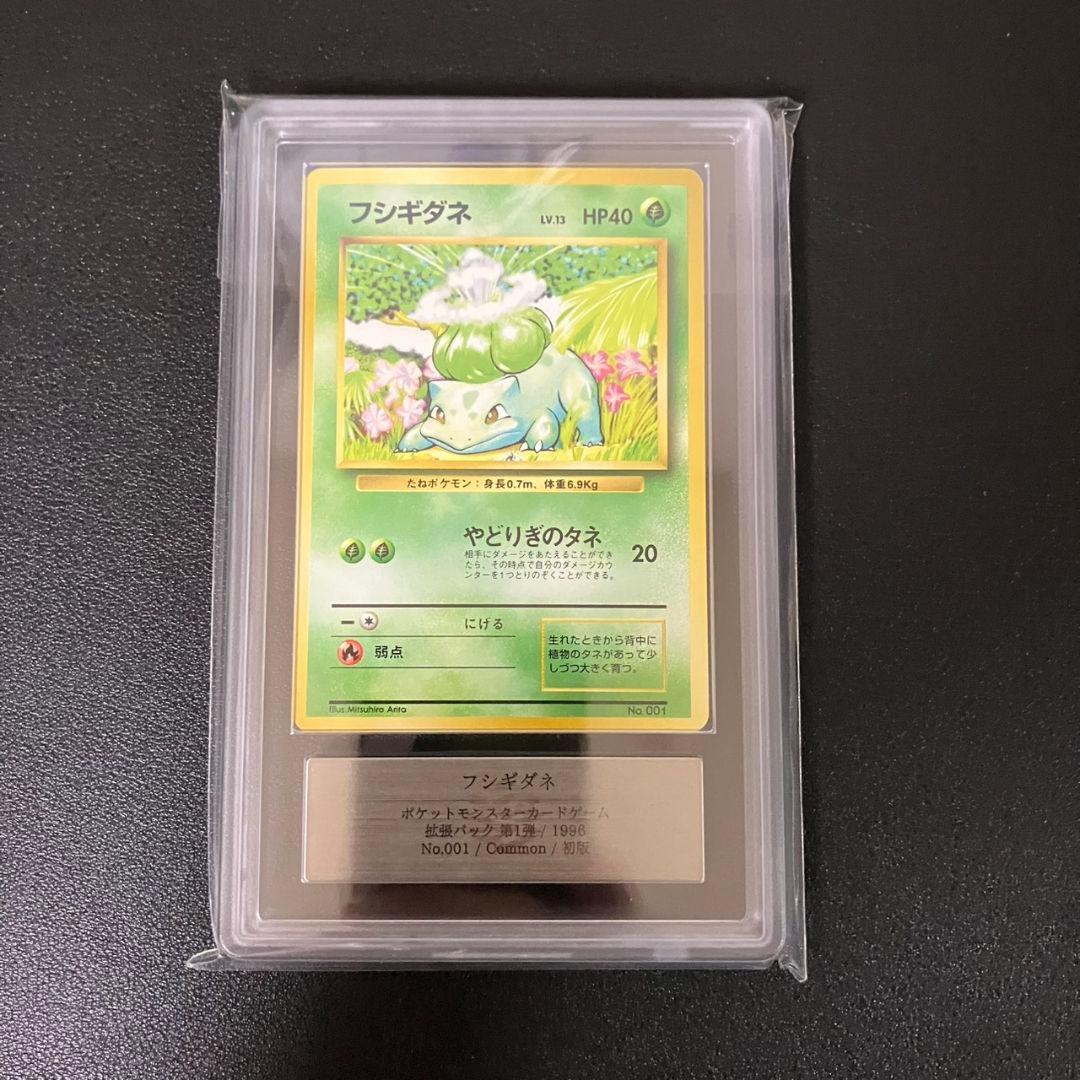 フシギダネ LV.13 HP40
たねポケモン：身長0.7m、体重6.9Kg
やどりぎのタネ 20
相手にダメージをあたえることができ
たら、その時点で自分のダメージカウ
ンターを1つとりのぞくことができる。
にげる
弱点
生れたときから背中に
植物のタネがあって少
しづつ大きく育つ。
Illus. Mitsuhiro Arita No. 001
フシギダネ
ポケットモンスターカードゲーム
拡張パック 第1弾 / 1996
No.001 / Common / 初版